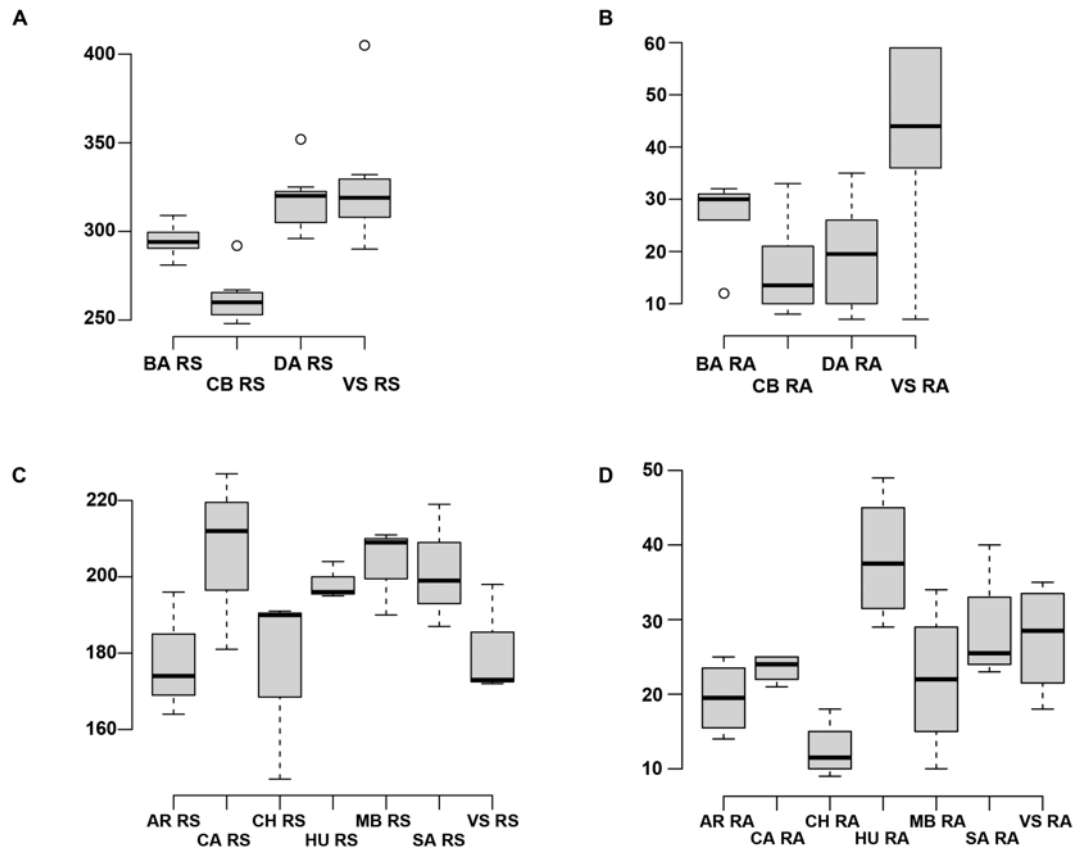 A
400
350
300
250
BA RS
CB RS
DA RS
VS RS
B
60
50
40
30
20
10
BA RA
CB RA
DA RA
VS RA
C
220
200
180
160
AR RS
CA RS
CH RS
HU RS
MB RS
SA RS
VS RS
D
50
40
30
20
10
AR RA
CA RA
CH RA
HU RA
MB RA
SA RA
VS RA